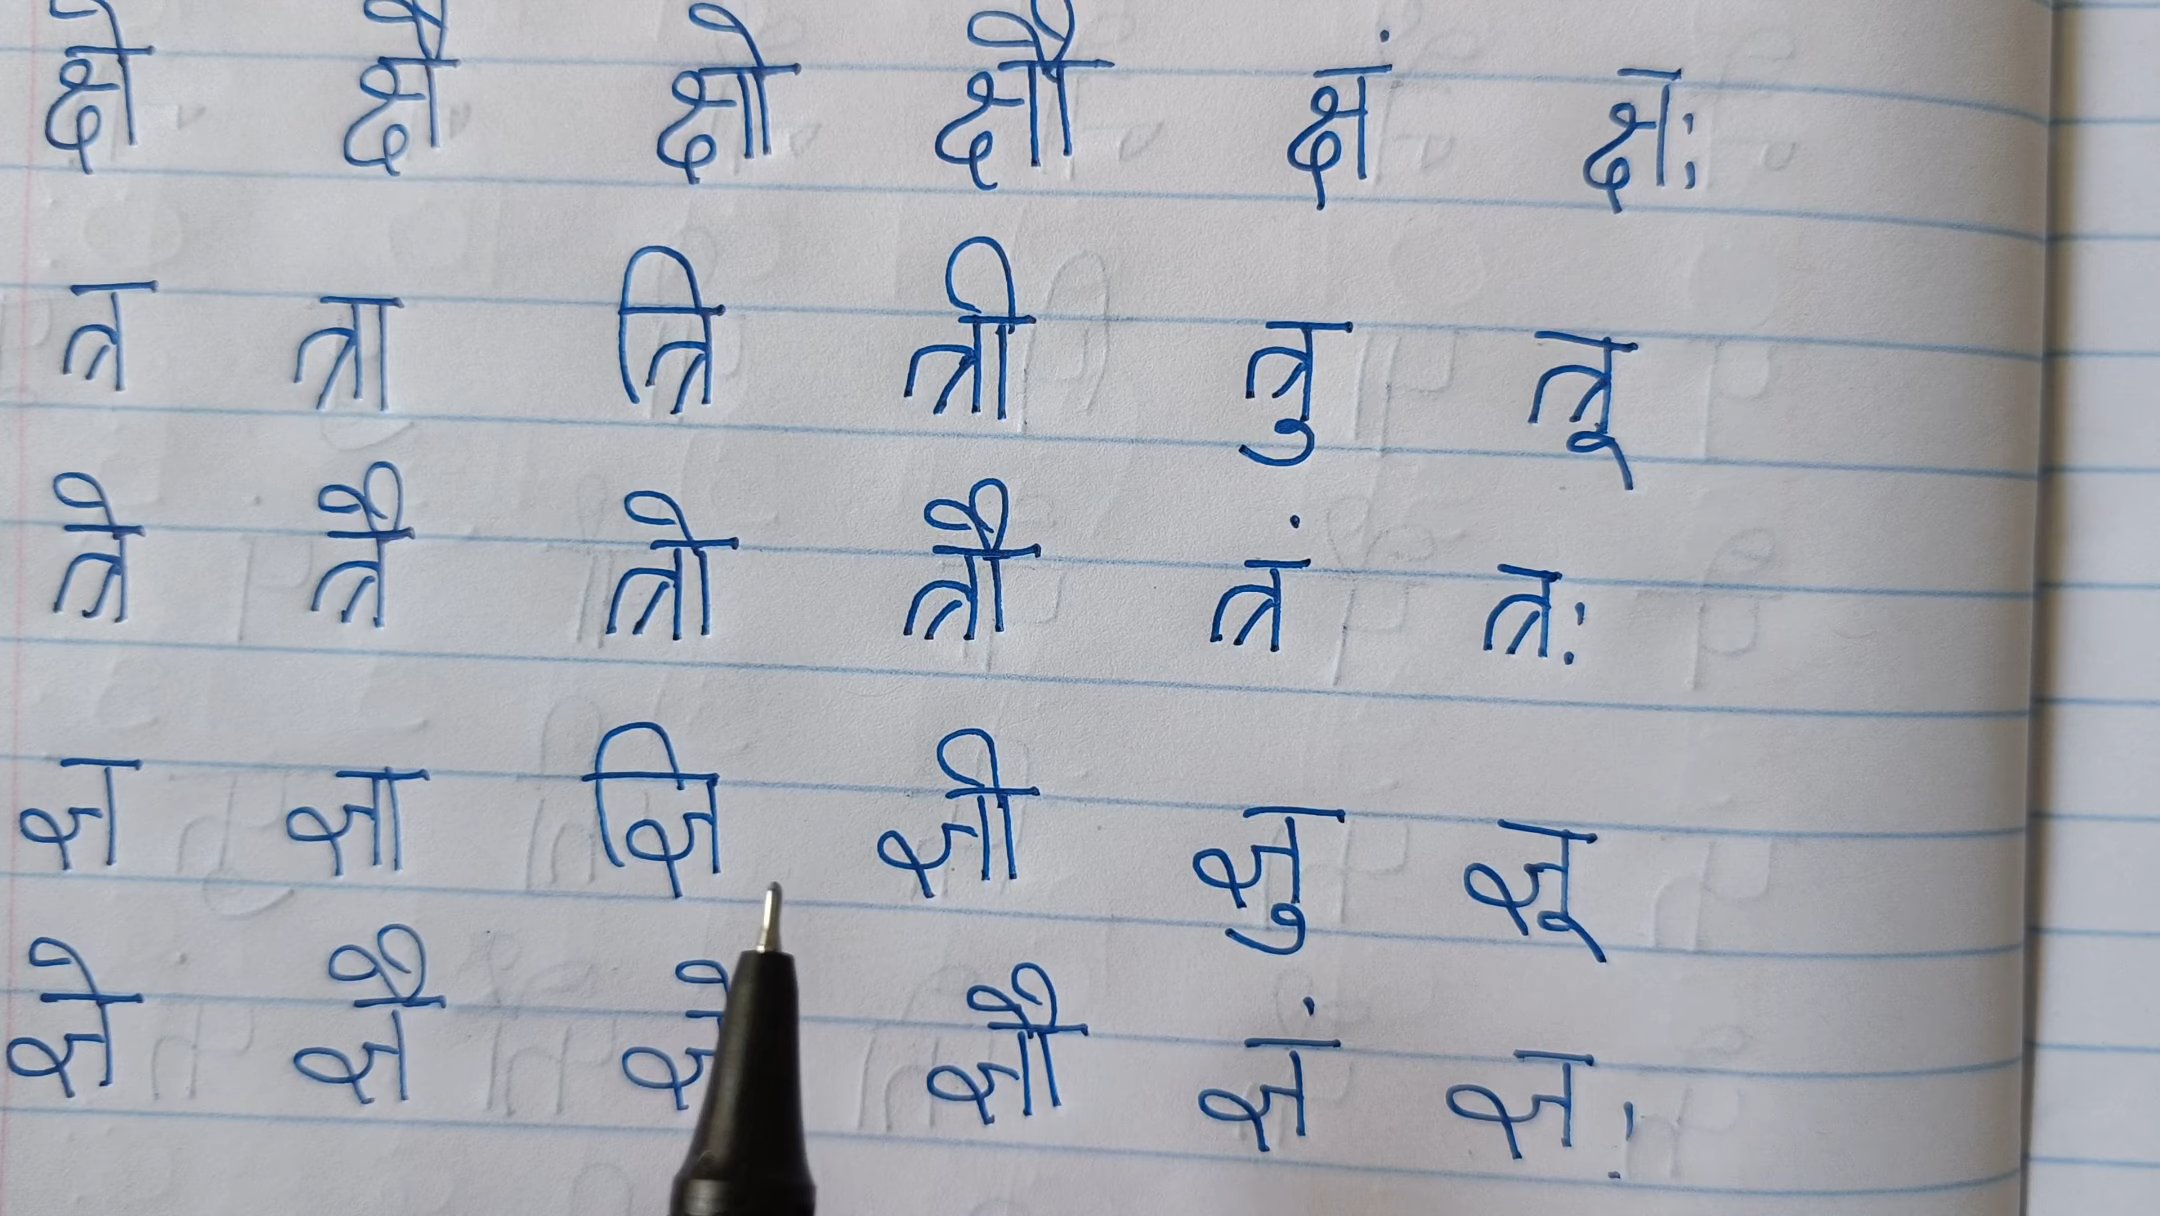 क्षे क्षै क्षो क्षौ क्षं क्षः
त्र त्रा त्रि त्री त्रु त्रू
त्रे त्रै त्रो त्रौ त्रं त्रः
ज्ञ ज्ञा ज्ञि ज्ञी ज्ञु ज्ञू
ज्ञे ज्ञै ज्ञौ ज्ञं ज्ञः